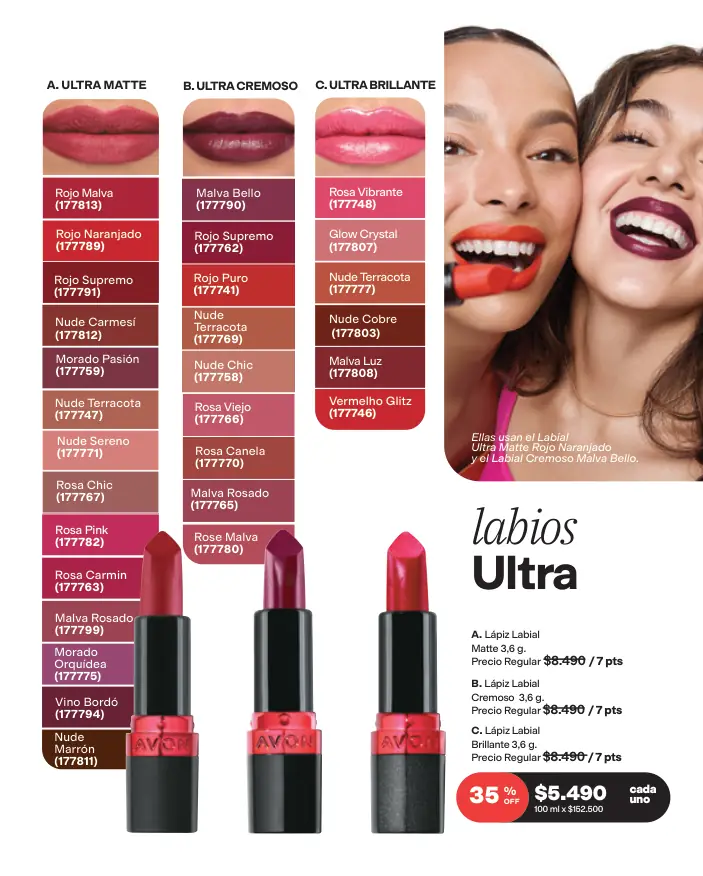 A. ULTRA MATTE
Rojo Malva
(177813)
Rojo Naranjado
(177789)
Rojo Supremo
(177791)
Nude Carmesí
(177812)
Morado Pasión
(177759)
Nude Terracota
(177747)
Nude Sereno
(177771)
Rosa Chic
(177767)
Rosa Pink
(177782)
Rosa Carmin
(177763)
Malva Rosado
(177799)
Morado
Orquídea
(177775)
Vino Bordó
(177794)
Nude
Marrón
(177811)
B. ULTRA CREMOSO
Malva Bello
(177790)
Rojo Supremo
(177762)
Rojo Puro
(177741)
Nude
Terracota
(177769)
Nude Chic
(177758)
Rosa Viejo
(177766)
Rosa Canela
(177770)
Malva Rosado
(177765)
Rose Malva
(177780)
C. ULTRA BRILLANTE
Rosa Vibrante
(177748)
Glow Crystal
(177807)
Nude Terracota
(177777)
Nude Cobre
(177803)
Malva Luz
(177808)
Vermelho Glitz
(177746)
AVON
AVON
AVON
Ellas usan el Labial
Ultra Matte Rojo Naranjado
y el Labial Cremoso Malva Bello.
labios
Ultra
A. Lápiz Labial
Matte 3,6 g.
Precio Regular $8.490 / 7 pts
B. Lápiz Labial
Cremoso 3,6 g.
Precio Regular $8.490 / 7 pts
C. Lápiz Labial
Brillante 3,6 g.
Precio Regular $8.490 / 7 pts
35 % OFF
$5.490 cada uno
100 ml x $152.500